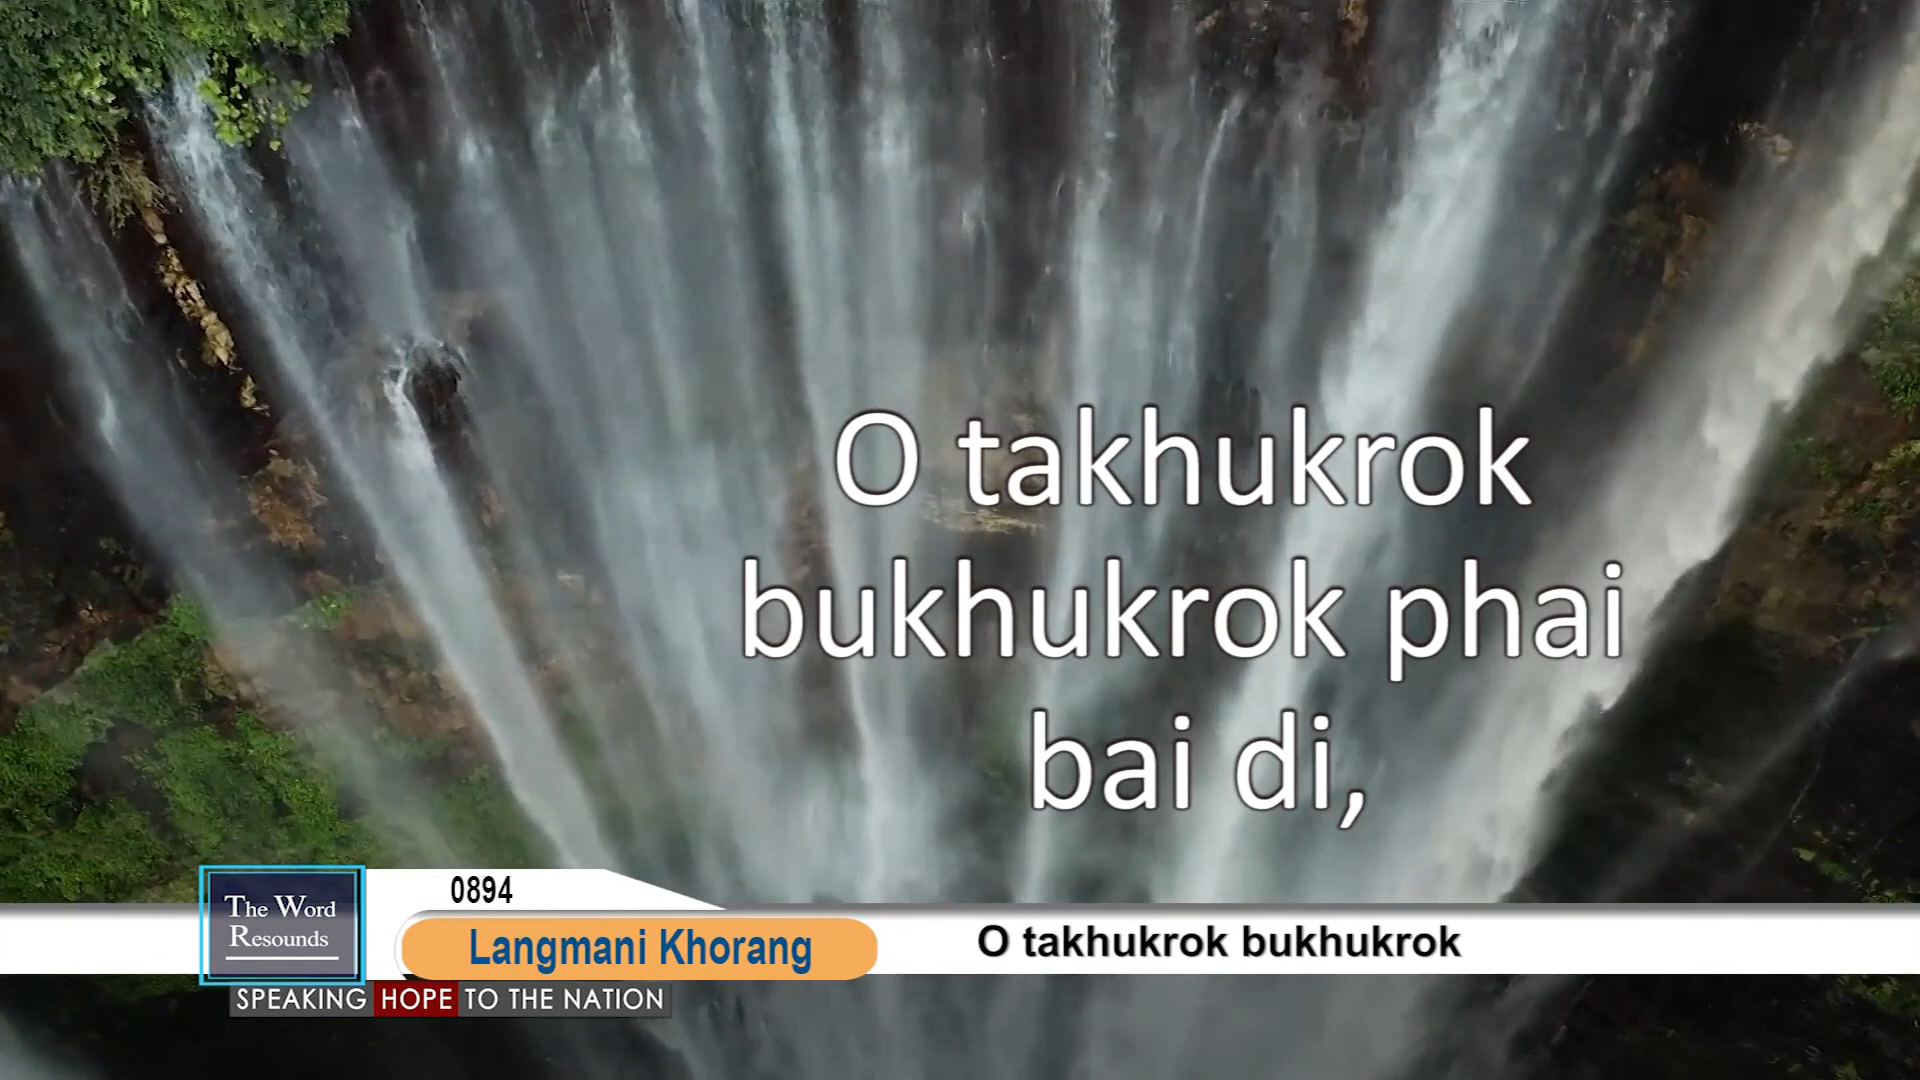 O takhukrok
bukhukrok phai
bai di,
0894
The Word
Resounds
Langmani Khorang
O takhukrok bukhukrok
SPEAKING HOPE TO THE NATION